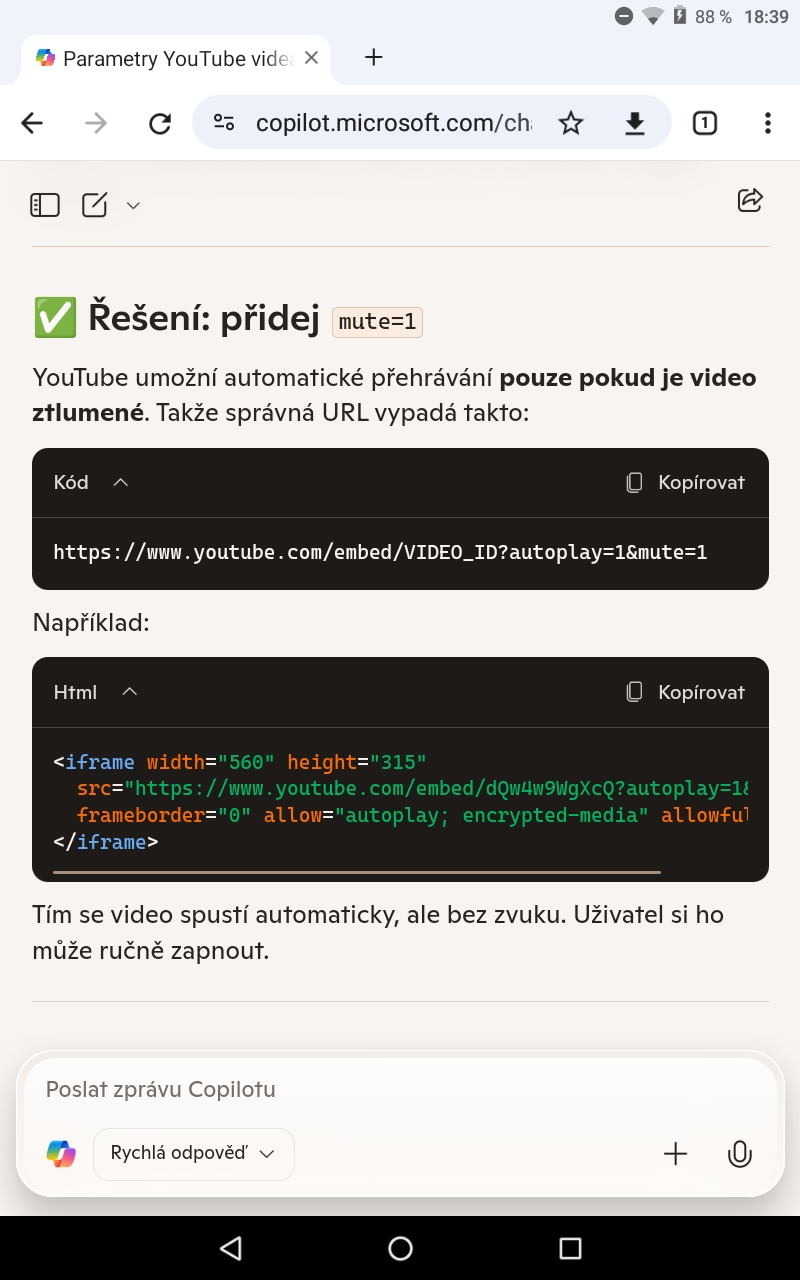 88 % 18:39
Parametry YouTube vide
copilot.microsoft.com/ch
1
✅ Řešení: přidej mute=1
YouTube umožní automatické přehrávání pouze pokud je video
ztlumené. Takže správná URL vypadá takto:
Kód Kopírovat
https://www.youtube.com/embed/VIDEO_ID?autoplay=1&mute=1
Například:
Html Kopírovat
<iframe width="560" height="315"
src="https://www.youtube.com/embed/dQw4w9WgXcQ?autoplay=1&
frameborder="0" allow="autoplay; encrypted-media" allowful
</iframe>
Tím se video spustí automaticky, ale bez zvuku. Uživatel si ho
může ručně zapnout.
Poslat zprávu Copilotu
Rychlá odpověď